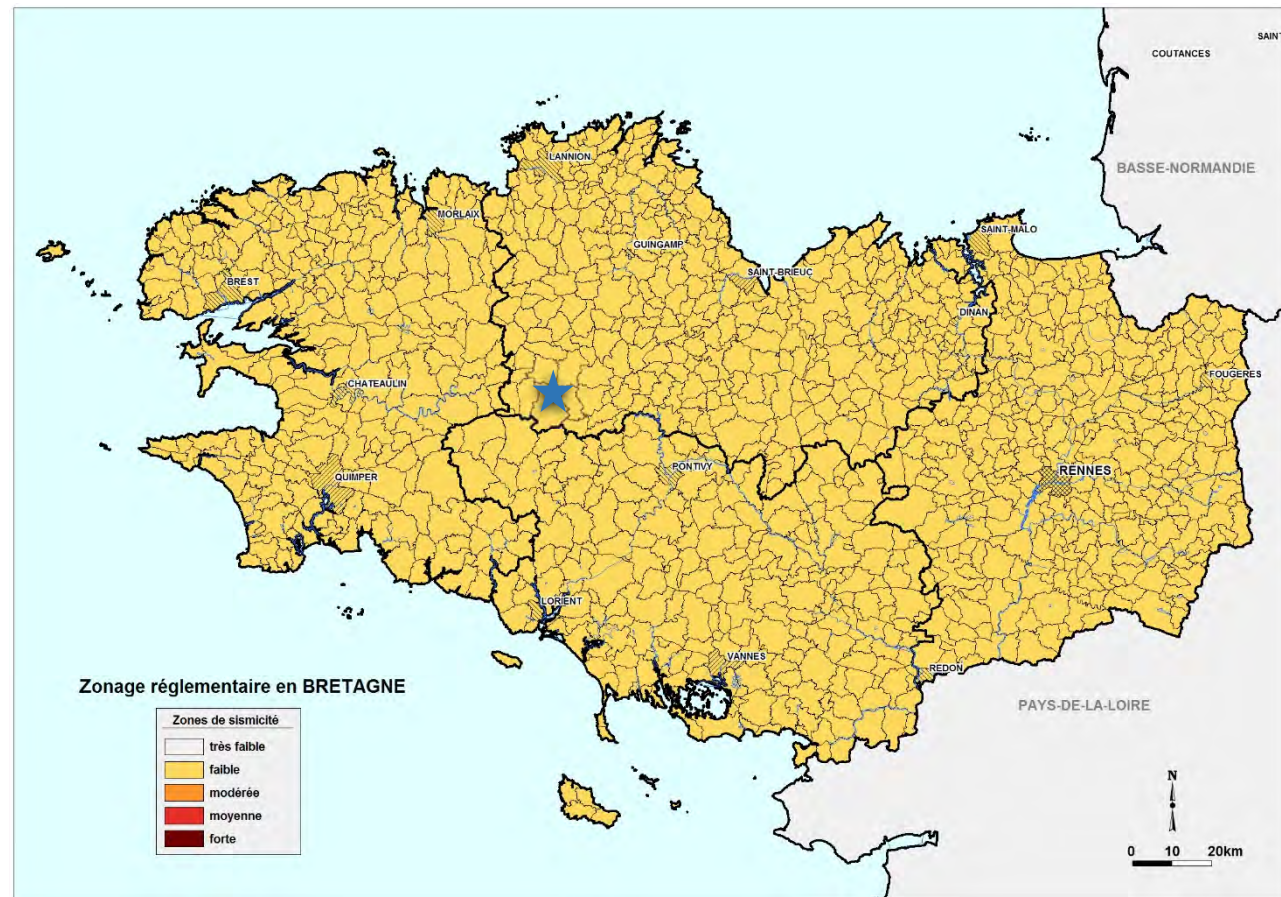 COUTANCES
SAINT
BASSE-NORMANDIE
LANNION
MORLAIX
GUINGAMP
SAINT-MALO
SAINT-BRIEUC
BREST
DINAN
CHATEAULIN
FOUGERES
PONTIVY
RENNES
QUIMPER
LORIENT
VANNES
REDON
PAYS-DE-LA-LOIRE
Zonage réglementaire en BRETAGNE
Zones de sismicité
très faible
faible
modérée
moyenne
forte
N
0 10 20km